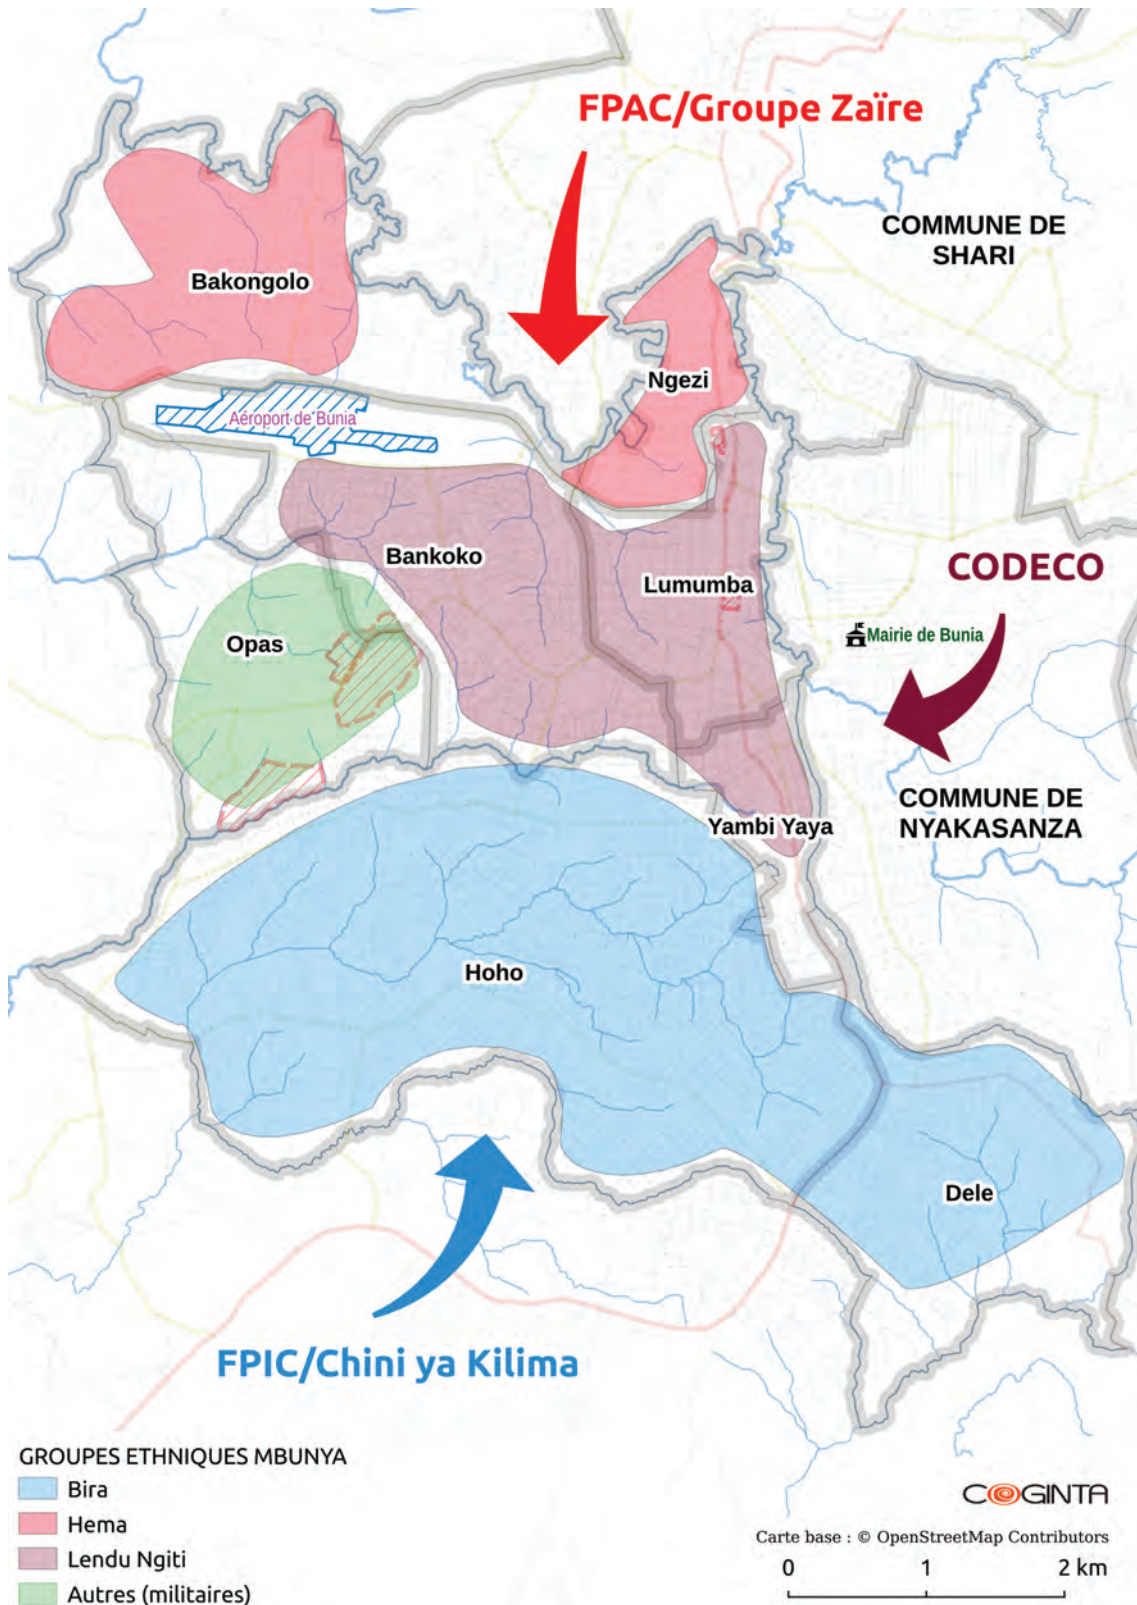 FPAC/Groupe Zaïre
COMMUNE DE
SHARI
Bakongolo
Ngezi
Aéroport de Bunia
Bankoko
CODECO
Lumumba
Mairie de Bunia
Opas
COMMUNE DE
NYAKASANZA
Yambi Yaya
Hoho
Dele
FPIC/Chini ya Kilima
GROUPES ETHNIQUES MBUNYA
Bira
Hema
Lendu Ngiti
Autres (militaires)
COGINTA
Carte base : © OpenStreetMap Contributors
0 1 2 km